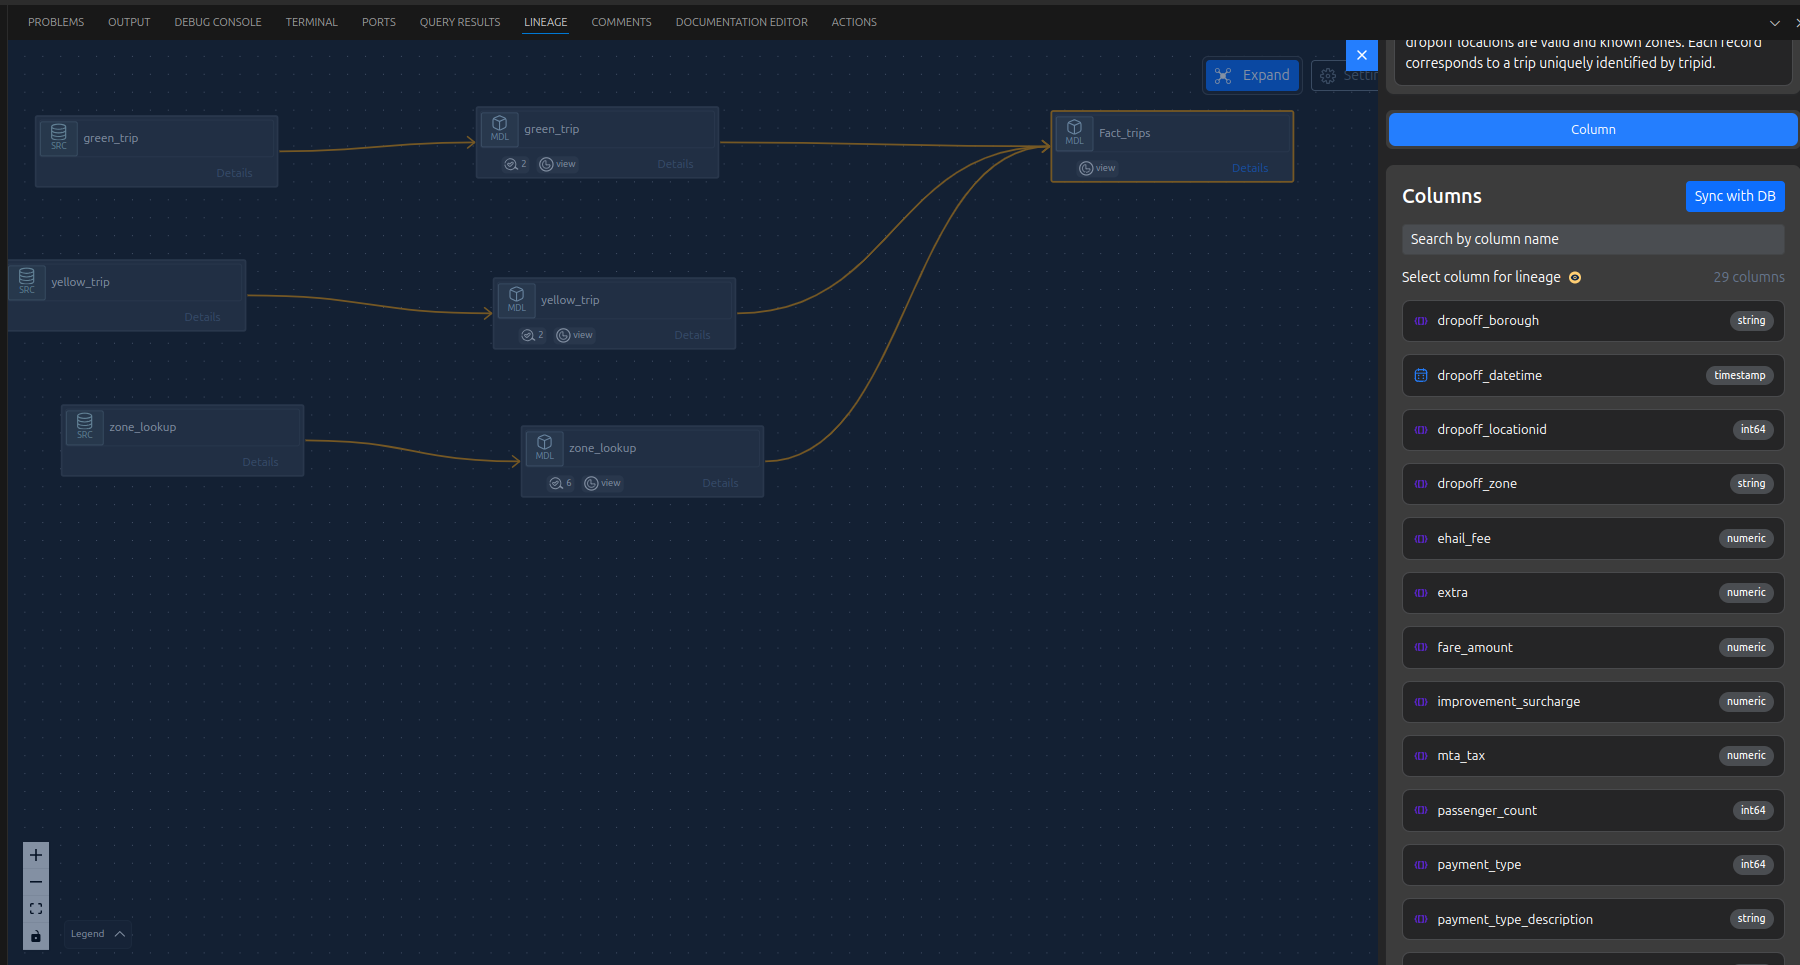 PROBLEMS OUTPUT DEBUG CONSOLE TERMINAL PORTS QUERY RESULTS LINEAGE COMMENTS DOCUMENTATION EDITOR ACTIONS
Expand
SRC
green_trip
Details
MDL
green_trip
2
view
Details
MDL
Fact_trips
view
Details
SRC
yellow_trip
Details
MDL
yellow_trip
2
view
Details
SRC
zone_lookup
Details
MDL
zone_lookup
6
view
Details
Legend
dropoff locations are valid and known zones. Each record
corresponds to a trip uniquely identified by tripid.
Column
Columns
Sync with DB
Search by column name
Select column for lineage
29 columns
dropoff_borough string
dropoff_datetime timestamp
dropoff_locationid int64
dropoff_zone string
ehail_fee numeric
extra numeric
fare_amount numeric
improvement_surcharge numeric
mta_tax numeric
passenger_count int64
payment_type int64
payment_type_description string